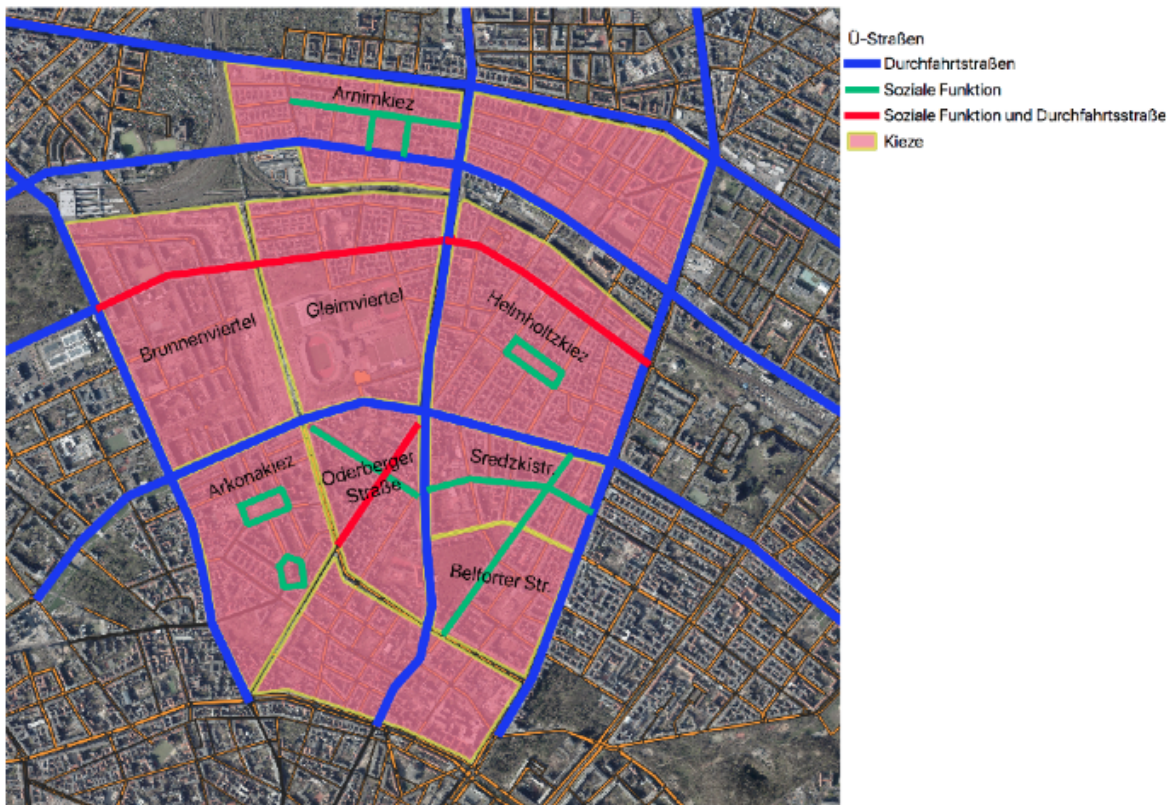 Ü-Straßen
Durchfahrtstraßen
Soziale Funktion
Soziale Funktion und Durchfahrtsstraße
Kieze
Arnimkiez
Brunnenviertel
Gleimviertel
Helmholtzkiez
Arkonakiez
Oderberger
Straße
Sredzkistr.
Belforter Str.